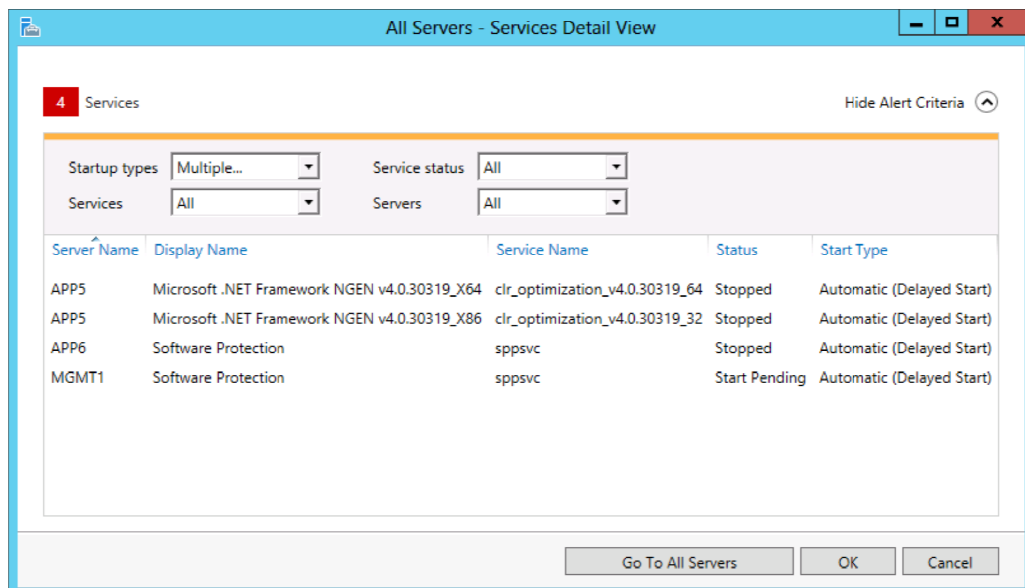 All Servers - Services Detail View
4 Services Hide Alert Criteria
Startup types Multiple... Service status All
Services All Servers All
Server Name Display Name Service Name Status Start Type
APP5 Microsoft .NET Framework NGEN v4.0.30319_X64 clr_optimization_v4.0.30319_64 Stopped Automatic (Delayed Start)
APP5 Microsoft .NET Framework NGEN v4.0.30319_X86 clr_optimization_v4.0.30319_32 Stopped Automatic (Delayed Start)
APP6 Software Protection sppsvc Stopped Automatic (Delayed Start)
MGMT1 Software Protection sppsvc Start Pending Automatic (Delayed Start)
Go To All Servers OK Cancel